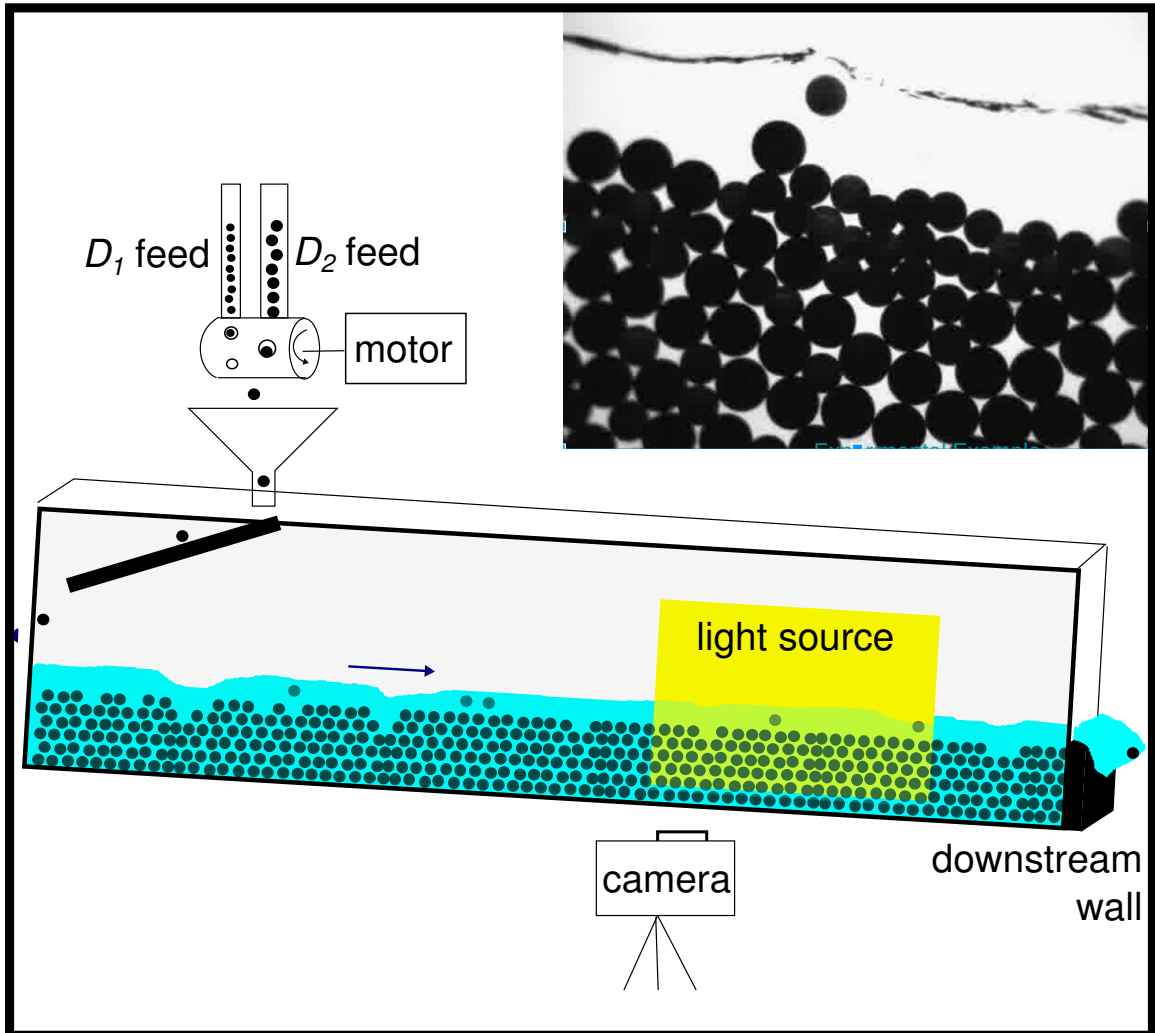 D1 feed
D2 feed
motor
light source
camera
downstream
wall